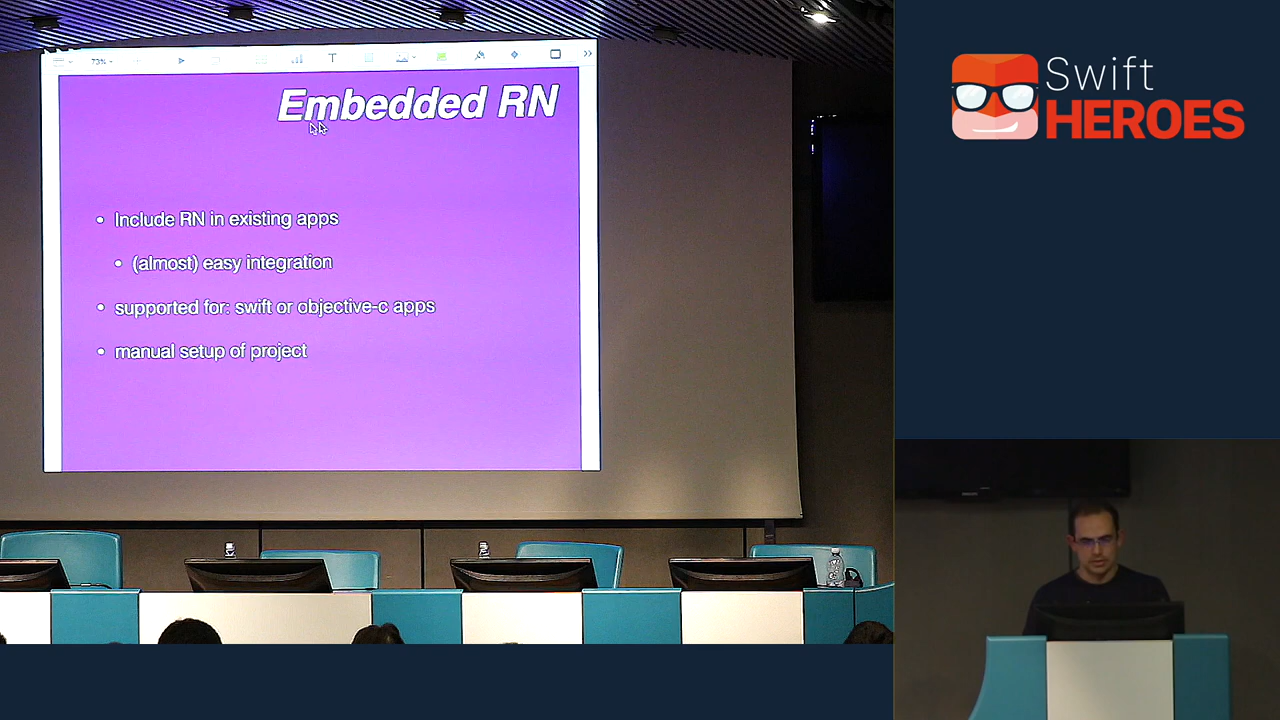 73%
Embedded RN
• Include RN in existing apps
• (almost) easy integration
• supported for: swift or objective-c apps
• manual setup of project
Swift
HEROES